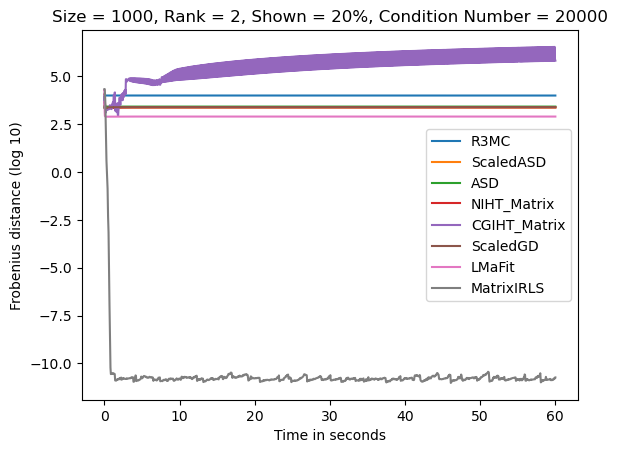 Size = 1000, Rank = 2, Shown = 20%, Condition Number = 20000
Frobenius distance (log 10)
5.0
2.5
0.0
−2.5
−5.0
−7.5
−10.0
R3MC
ScaledASD
ASD
NIHT_Matrix
CGIHT_Matrix
ScaledGD
LMaFit
MatrixIRLS
0
10
20
30
40
50
60
Time in seconds